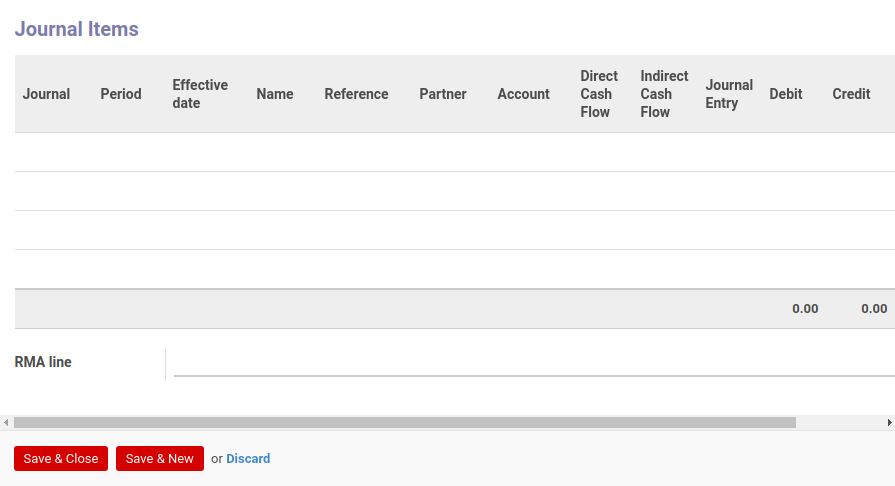 Journal Items
Journal Period Effective date Name Reference Partner Account Direct Cash Flow Indirect Cash Flow Journal Entry Debit Credit
0.00 0.00
RMA line
Save & Close Save & New or Discard